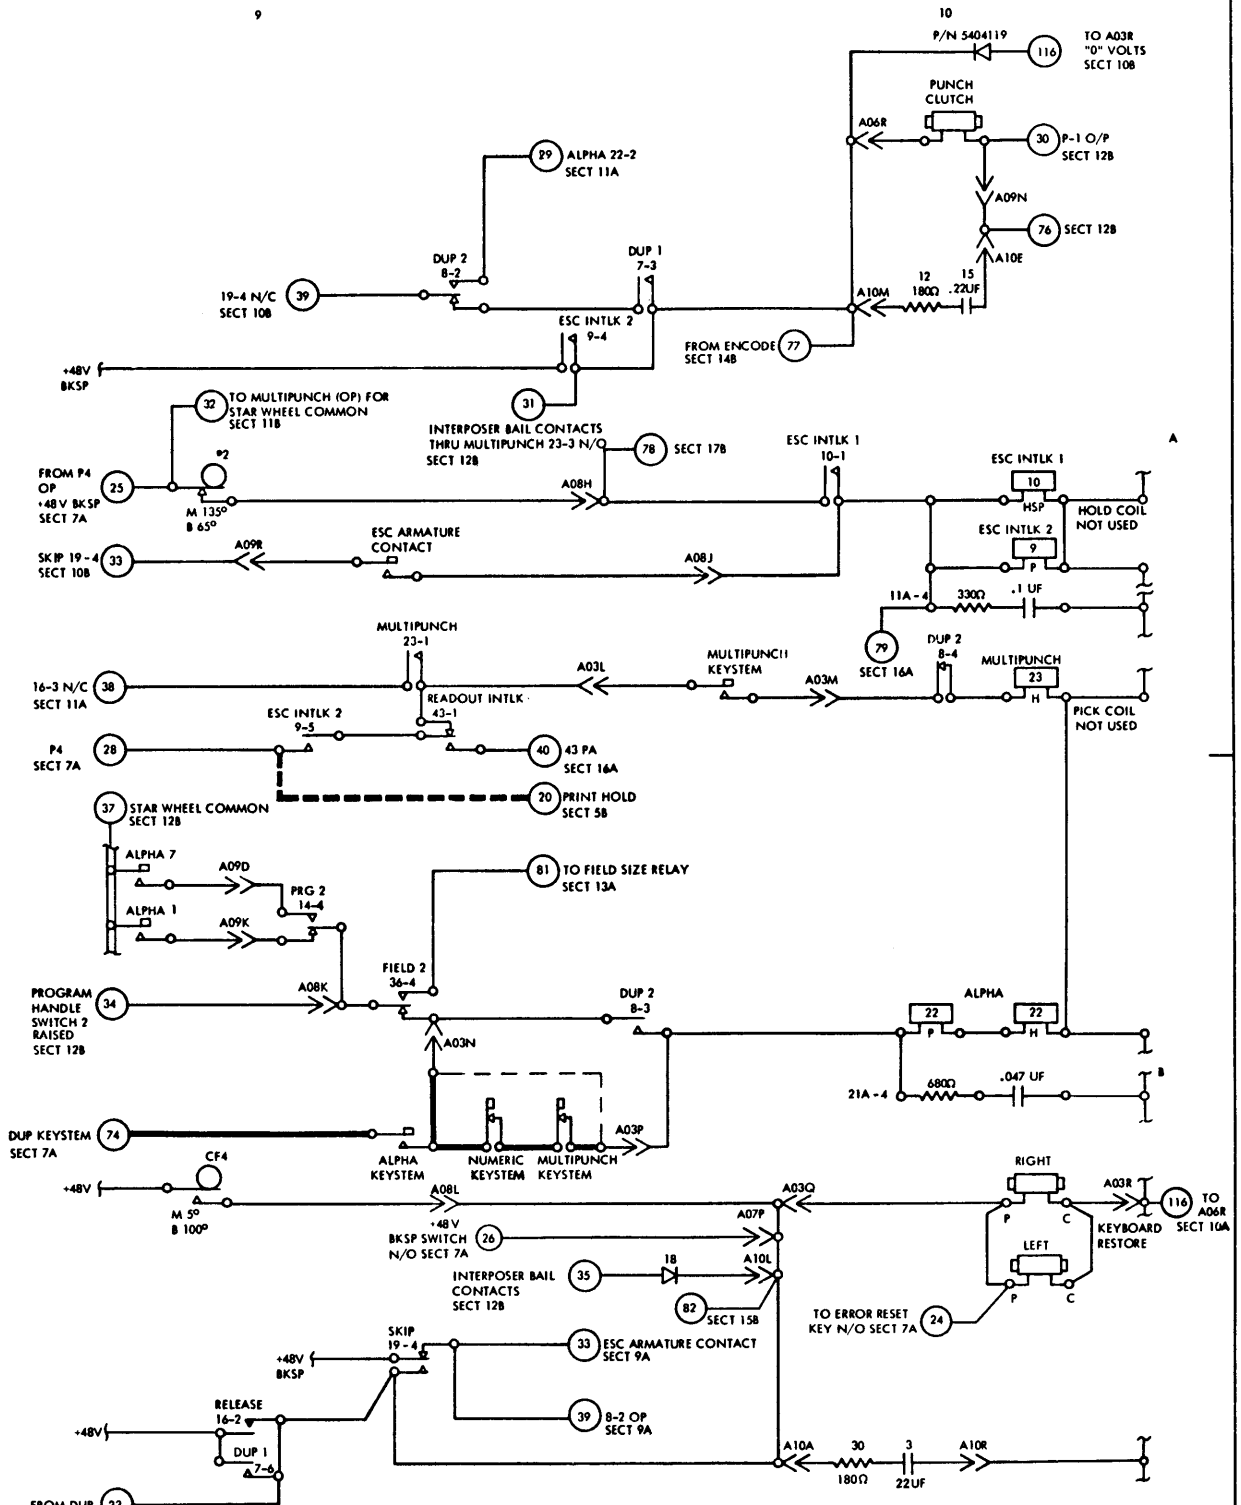 9
10
P/N 5404119
116
TO A03R
"0" VOLTS
SECT 10B
PUNCH
CLUTCH
A06R
30
P-1 O/P
SECT 12B
29
ALPHA 22-2
SECT 11A
A09N
76
SECT 12B
A10E
DUP 2
8-2
DUP 1
7-3
19-4 N/C
SECT 10B
39
A10M
12
180Ω
15
.22UF
ESC INTLK 2
9-4
FROM ENCODE
SECT 14B
77
+48V
BKSP
32
TO MULTIPUNCH (OP) FOR
STAR WHEEL COMMON
SECT 11B
31
INTERPOSER BAIL CONTACTS
THRU MULTIPUNCH 23-3 N/O
SECT 12B
78
SECT 17B
ESC INTLK 1
10-1
A
FROM P4
OP
+48V BKSP
SECT 7A
25
P2
M 135°
B 65°
A08H
ESC INTLK 1
10
HSP
HOLD COIL
NOT USED
ESC ARMATURE
CONTACT
SKIP 19-4
SECT 10B
33
A09R
A08J
ESC INTLK 2
9
P
11A-4
330Ω
.1 UF
79
SECT 16A
MULTIPUNCH
23-1
A03L
MULTIPUNCH
KEYSTEM
A03M
DUP 2
8-4
MULTIPUNCH
23
H
PICK COIL
NOT USED
16-3 N/C
SECT 11A
38
READOUT INTLK
43-1
ESC INTLK 2
9-5
P4
SECT 7A
28
40
43 PA
SECT 16A
20
PRINT HOLD
SECT 5B
37
STAR WHEEL COMMON
SECT 12B
ALPHA 7
A09D
81
TO FIELD SIZE RELAY
SECT 13A
PRG 2
14-4
ALPHA 1
A09K
FIELD 2
36-4
PROGRAM
HANDLE
SWITCH 2
RAISED
SECT 12B
34
A08K
DUP 2
8-3
ALPHA
22
P
22
H
A03N
B
21A-4
680Ω
.047 UF
DUP KEYSTEM
SECT 7A
74
A03P
ALPHA
KEYSTEM
NUMERIC
KEYSTEM
MULTIPUNCH
KEYSTEM
CF4
+48V
M 5°
B 100°
A08L
A03Q
RIGHT
P
C
A03R
116
TO
A06R
SECT 10A
KEYBOARD
RESTORE
+48V
BKSP SWITCH
N/O SECT 7A
26
A07P
LEFT
P
C
INTERPOSER BAIL
CONTACTS
SECT 12B
35
18
A10L
82
SECT 15B
TO ERROR RESET
KEY N/O SECT 7A
24
SKIP
19-4
+48V
BKSP
33
ESC ARMATURE CONTACT
SECT 9A
39
8-2 OP
SECT 9A
RELEASE
16-2
+48V
DUP 1
7-6
A10A
30
180Ω
3
22UF
A10R
FROM DUP